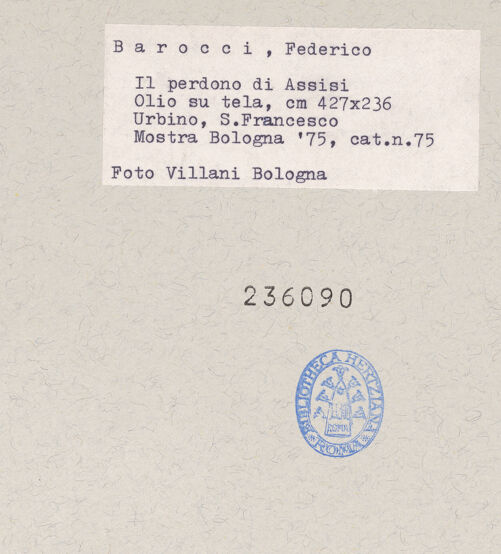 Barocci, Federico
Il perdono di Assisi
Olio su tela, cm 427x236
Urbino, S.Francesco
Mostra Bologna '75, cat.n.75
Foto Villani Bologna
236090
BIBLIOTHECA HERTZIANA
ROMA